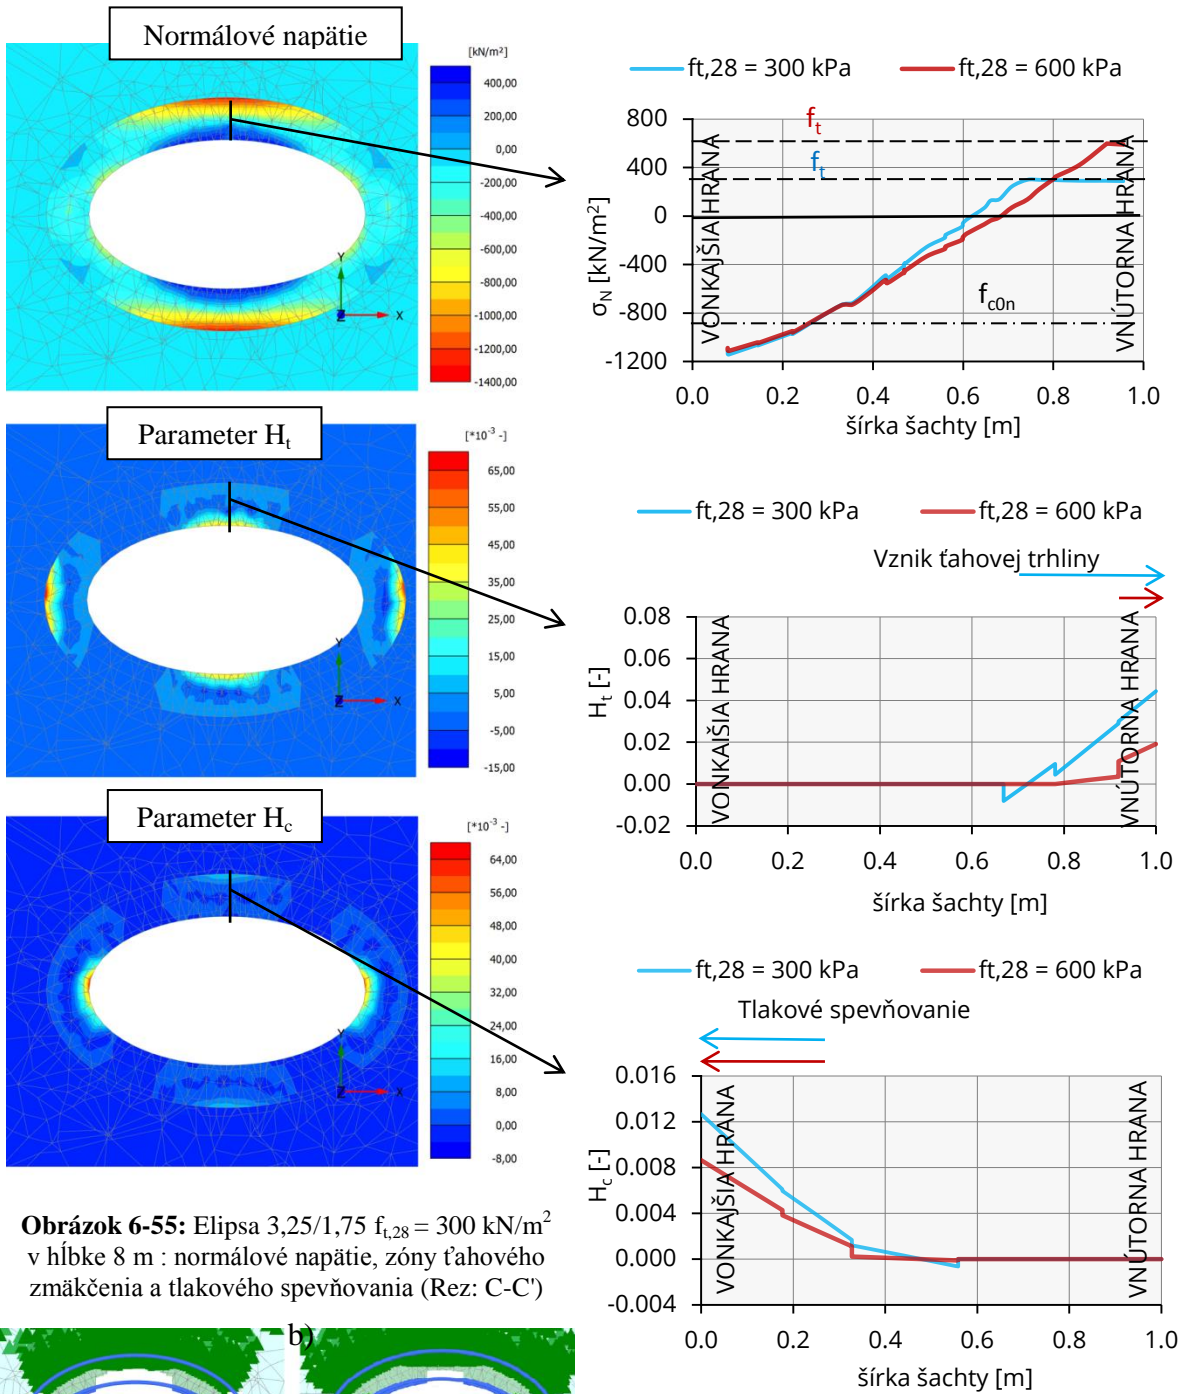 Normálové napätie
[kN/m²]
400,00
200,00
0,00
-200,00
-400,00
-600,00
-800,00
-1000,00
-1200,00
-1400,00
Y
X
Z
ft,28 = 300 kPa
ft,28 = 600 kPa
800
400
0
-400
-800
-1200
σN [kN/m²]
ft
ft
fc0n
VONKAJŠIA HRANA
VNÚTORNA HRANA
0.0
0.2
0.4
0.6
0.8
1.0
šírka šachty [m]
Parameter Ht
[*10⁻³ -]
65,00
55,00
45,00
35,00
25,00
15,00
5,00
-5,00
-15,00
Y
X
Z
ft,28 = 300 kPa
ft,28 = 600 kPa
Vznik ťahovej trhliny
0.08
0.06
0.04
0.02
0.00
-0.02
Ht [-]
VONKAJŠIA HRANA
VNÚTORNA HRANA
0.0
0.2
0.4
0.6
0.8
1.0
šírka šachty [m]
Parameter Hc
[*10⁻³ -]
64,00
56,00
48,00
40,00
32,00
24,00
16,00
8,00
0,00
-8,00
Y
X
Z
ft,28 = 300 kPa
ft,28 = 600 kPa
Tlakové spevňovanie
0.016
0.012
0.008
0.004
0.000
-0.004
Hc [-]
VONKAJŠIA HRANA
VNÚTORNA HRANA
0.0
0.2
0.4
0.6
0.8
1.0
šírka šachty [m]
Obrázok 6-55: Elipsa 3,25/1,75 ft,28 = 300 kN/m²
v hĺbke 8 m : normálové napätie, zóny ťahového
zmäkčenia a tlakového spevňovania (Rez: C-C')
b)